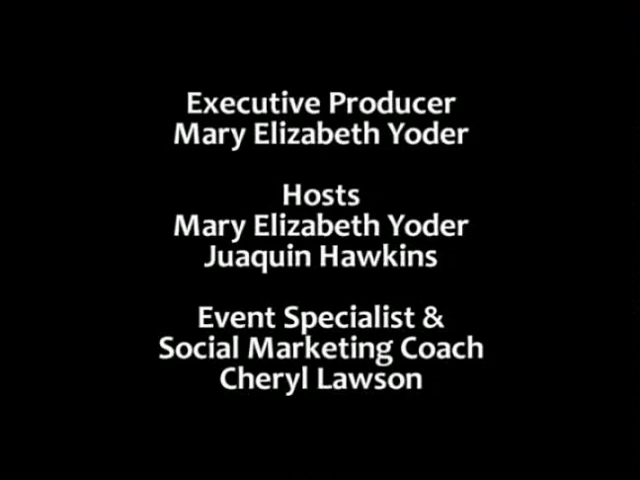 Executive Producer
Mary Elizabeth Yoder
Hosts
Mary Elizabeth Yoder
Juaquin Hawkins
Event Specialist &
Social Marketing Coach
Cheryl Lawson